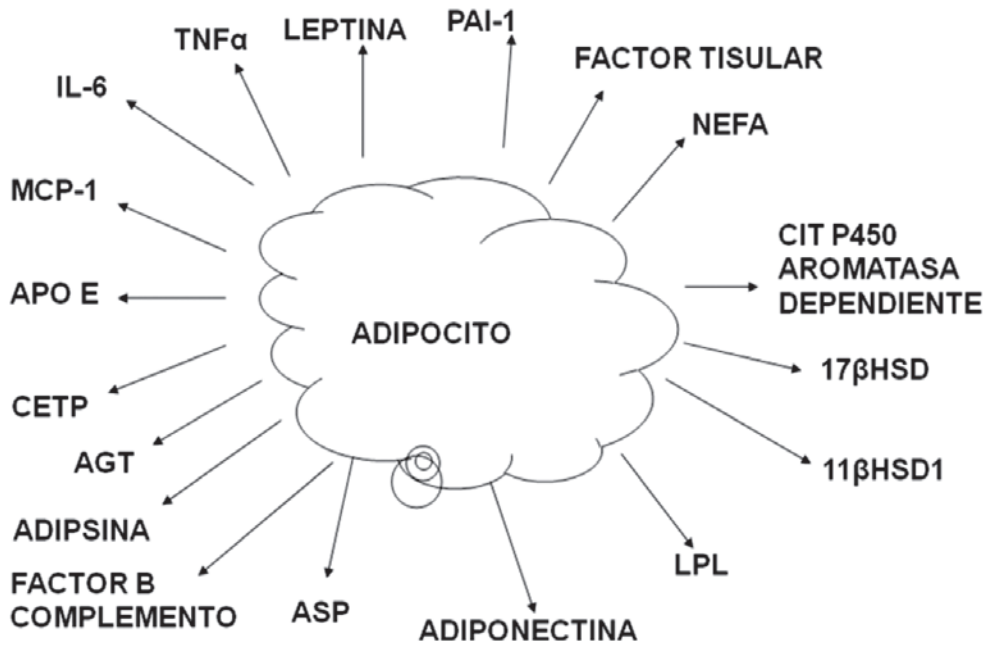 TNFα
LEPTINA
PAI-1
FACTOR TISULAR
IL-6
NEFA
MCP-1
CIT P450
AROMATASA
DEPENDIENTE
APO E
ADIPOCITO
17βHSD
CETP
AGT
11βHSD1
ADIPSINA
LPL
FACTOR B
COMPLEMENTO
ASP
ADIPONECTINA